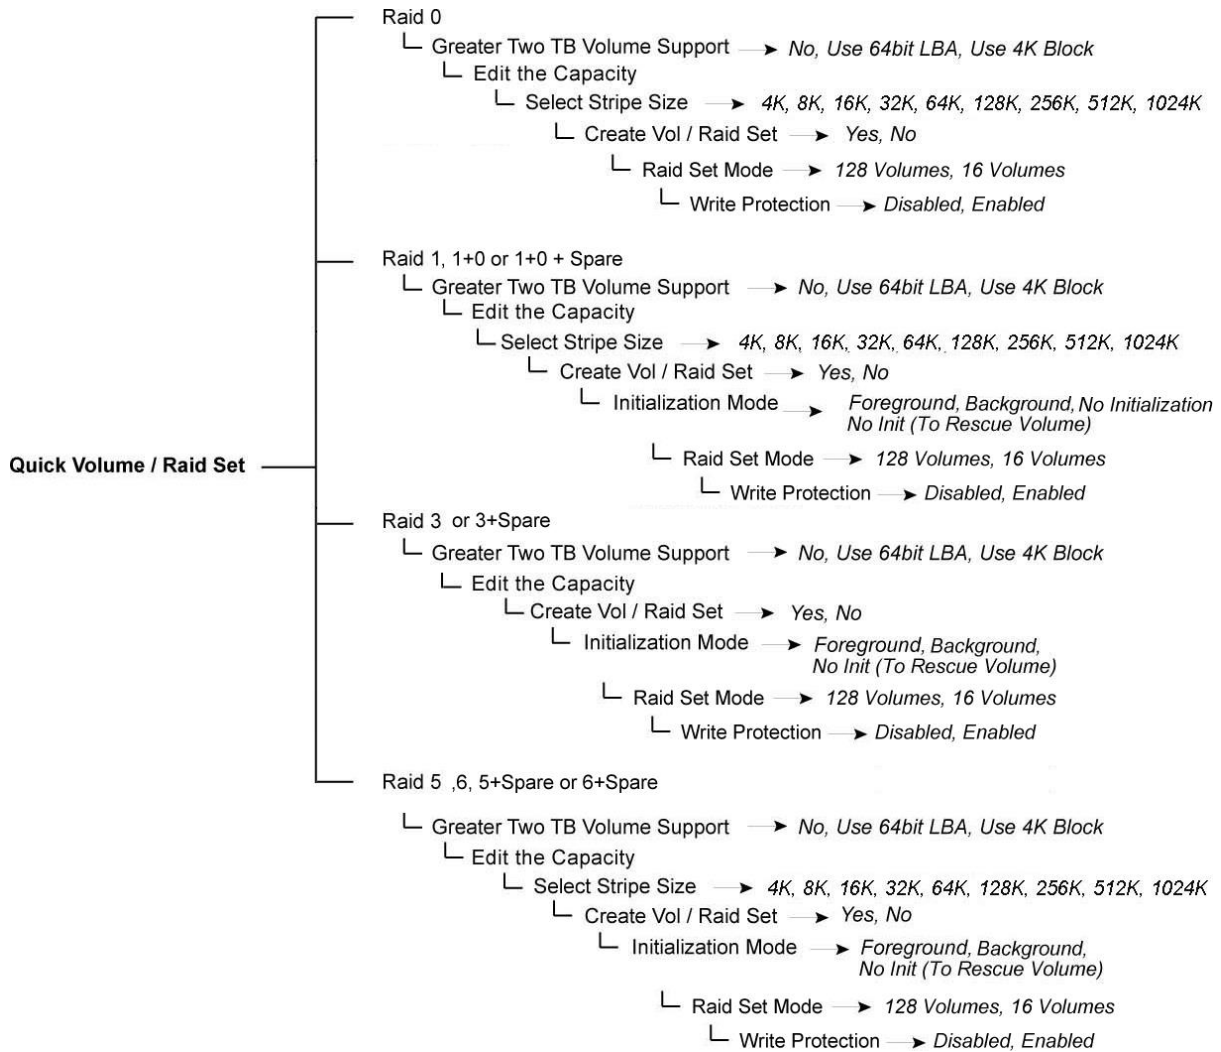 Raid 0
Greater Two TB Volume Support No, Use 64bit LBA, Use 4K Block
Edit the Capacity
Select Stripe Size 4K, 8K, 16K, 32K, 64K, 128K, 256K, 512K, 1024K
Create Vol / Raid Set Yes, No
Raid Set Mode 128 Volumes, 16 Volumes
Write Protection Disabled, Enabled
Raid 1, 1+0 or 1+0 + Spare
Greater Two TB Volume Support No, Use 64bit LBA, Use 4K Block
Edit the Capacity
Select Stripe Size 4K, 8K, 16K, 32K, 64K, 128K, 256K, 512K, 1024K
Create Vol / Raid Set Yes, No
Initialization Mode Foreground, Background, No Initialization
No Init (To Rescue Volume)
Quick Volume / Raid Set
Raid Set Mode 128 Volumes, 16 Volumes
Write Protection Disabled, Enabled
Raid 3 or 3+Spare
Greater Two TB Volume Support No, Use 64bit LBA, Use 4K Block
Edit the Capacity
Create Vol / Raid Set Yes, No
Initialization Mode Foreground, Background,
No Init (To Rescue Volume)
Raid Set Mode 128 Volumes, 16 Volumes
Write Protection Disabled, Enabled
Raid 5 ,6, 5+Spare or 6+Spare
Greater Two TB Volume Support No, Use 64bit LBA, Use 4K Block
Edit the Capacity
Select Stripe Size 4K, 8K, 16K, 32K, 64K, 128K, 256K, 512K, 1024K
Create Vol / Raid Set Yes, No
Initialization Mode Foreground, Background,
No Init (To Rescue Volume)
Raid Set Mode 128 Volumes, 16 Volumes
Write Protection Disabled, Enabled